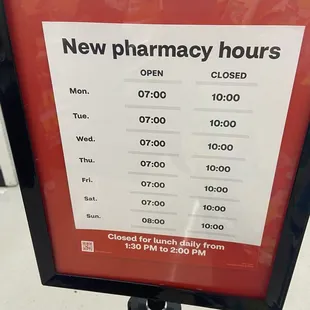 New pharmacy hours
OPEN CLOSED
Mon. 07:00 10:00
Tue. 07:00 10:00
Wed. 07:00 10:00
Thu. 07:00 10:00
Fri. 07:00 10:00
Sat. 07:00 10:00
Sun. 08:00 10:00
Closed for lunch daily from
1:30 PM to 2:00 PM